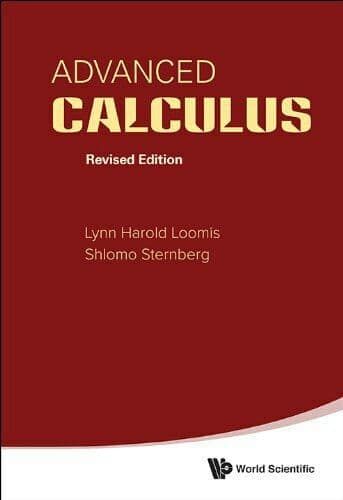 ADVANCED
CALCULUS
Revised Edition
Lynn Harold Loomis
Shlomo Sternberg
World Scientific